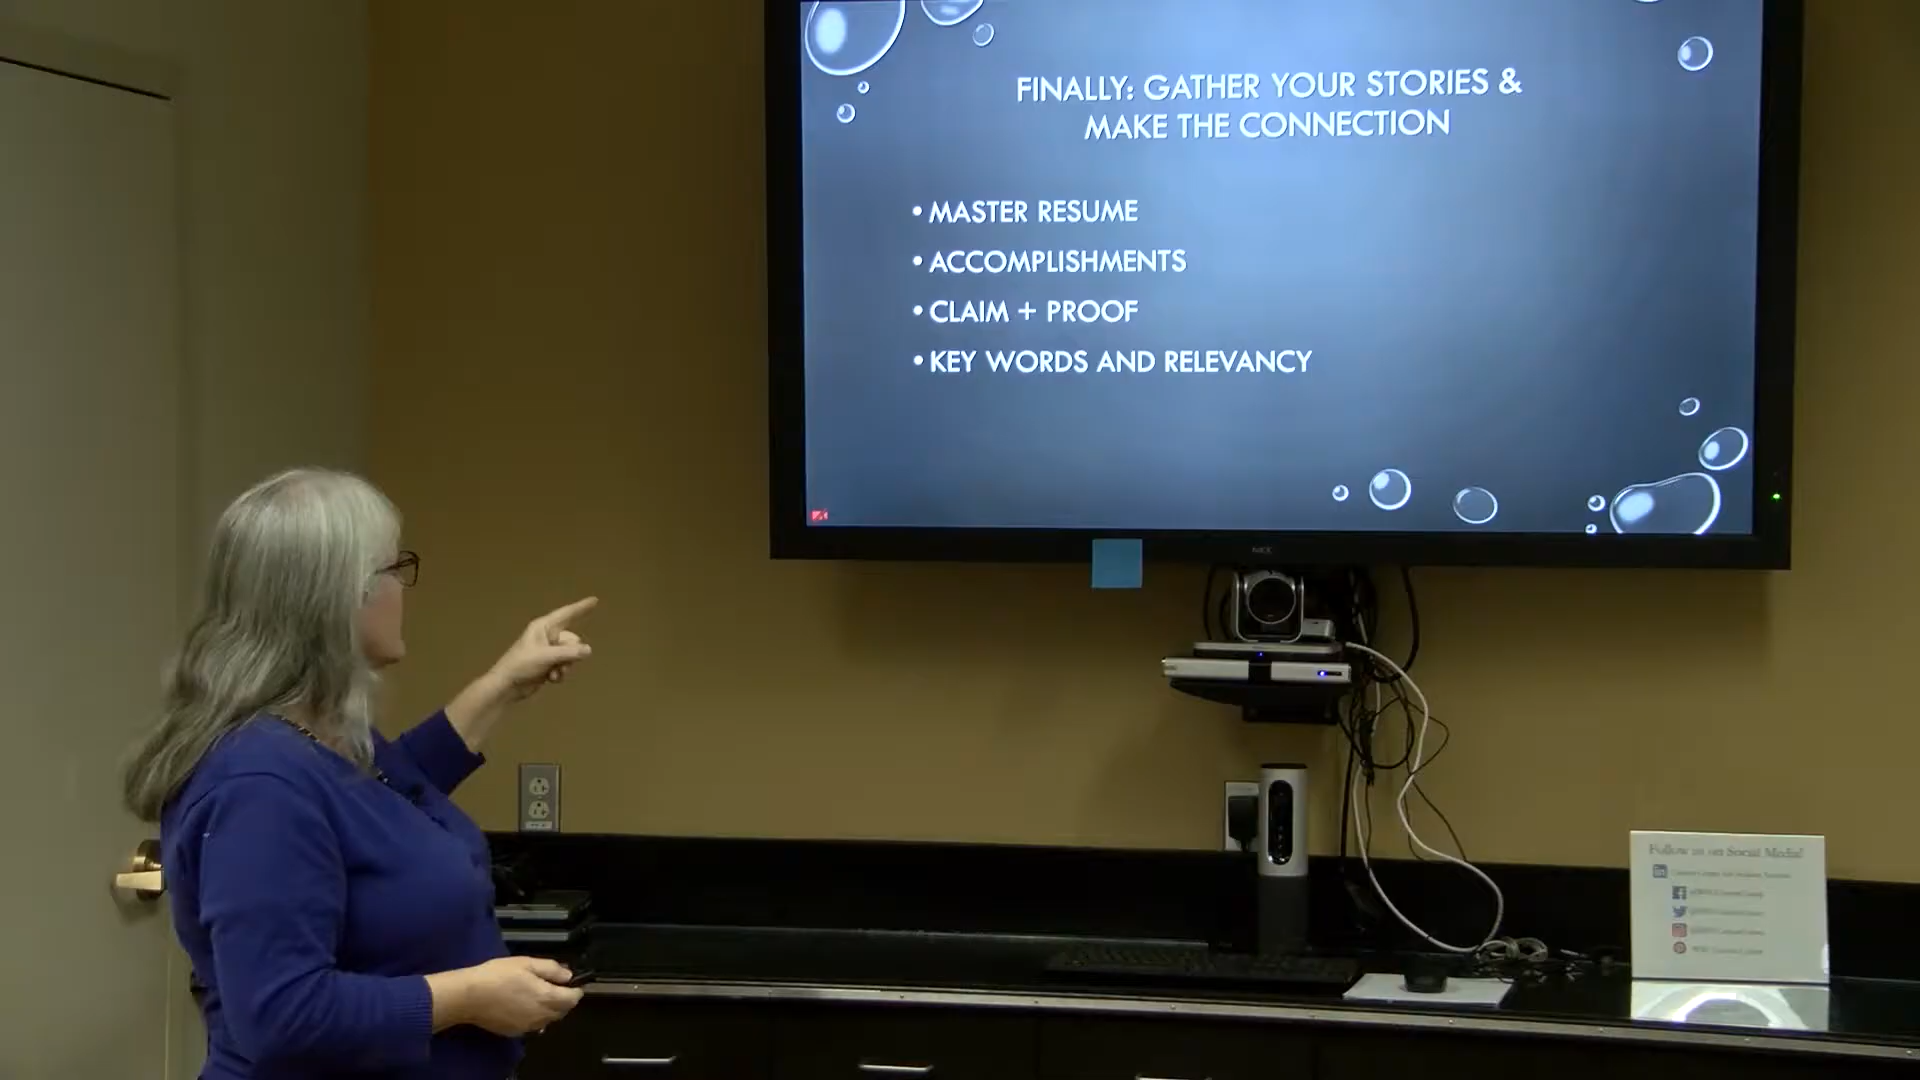 FINALLY: GATHER YOUR STORIES &
MAKE THE CONNECTION
• MASTER RESUME
• ACCOMPLISHMENTS
• CLAIM + PROOF
• KEY WORDS AND RELEVANCY
NEC
Follow us on Social Media!